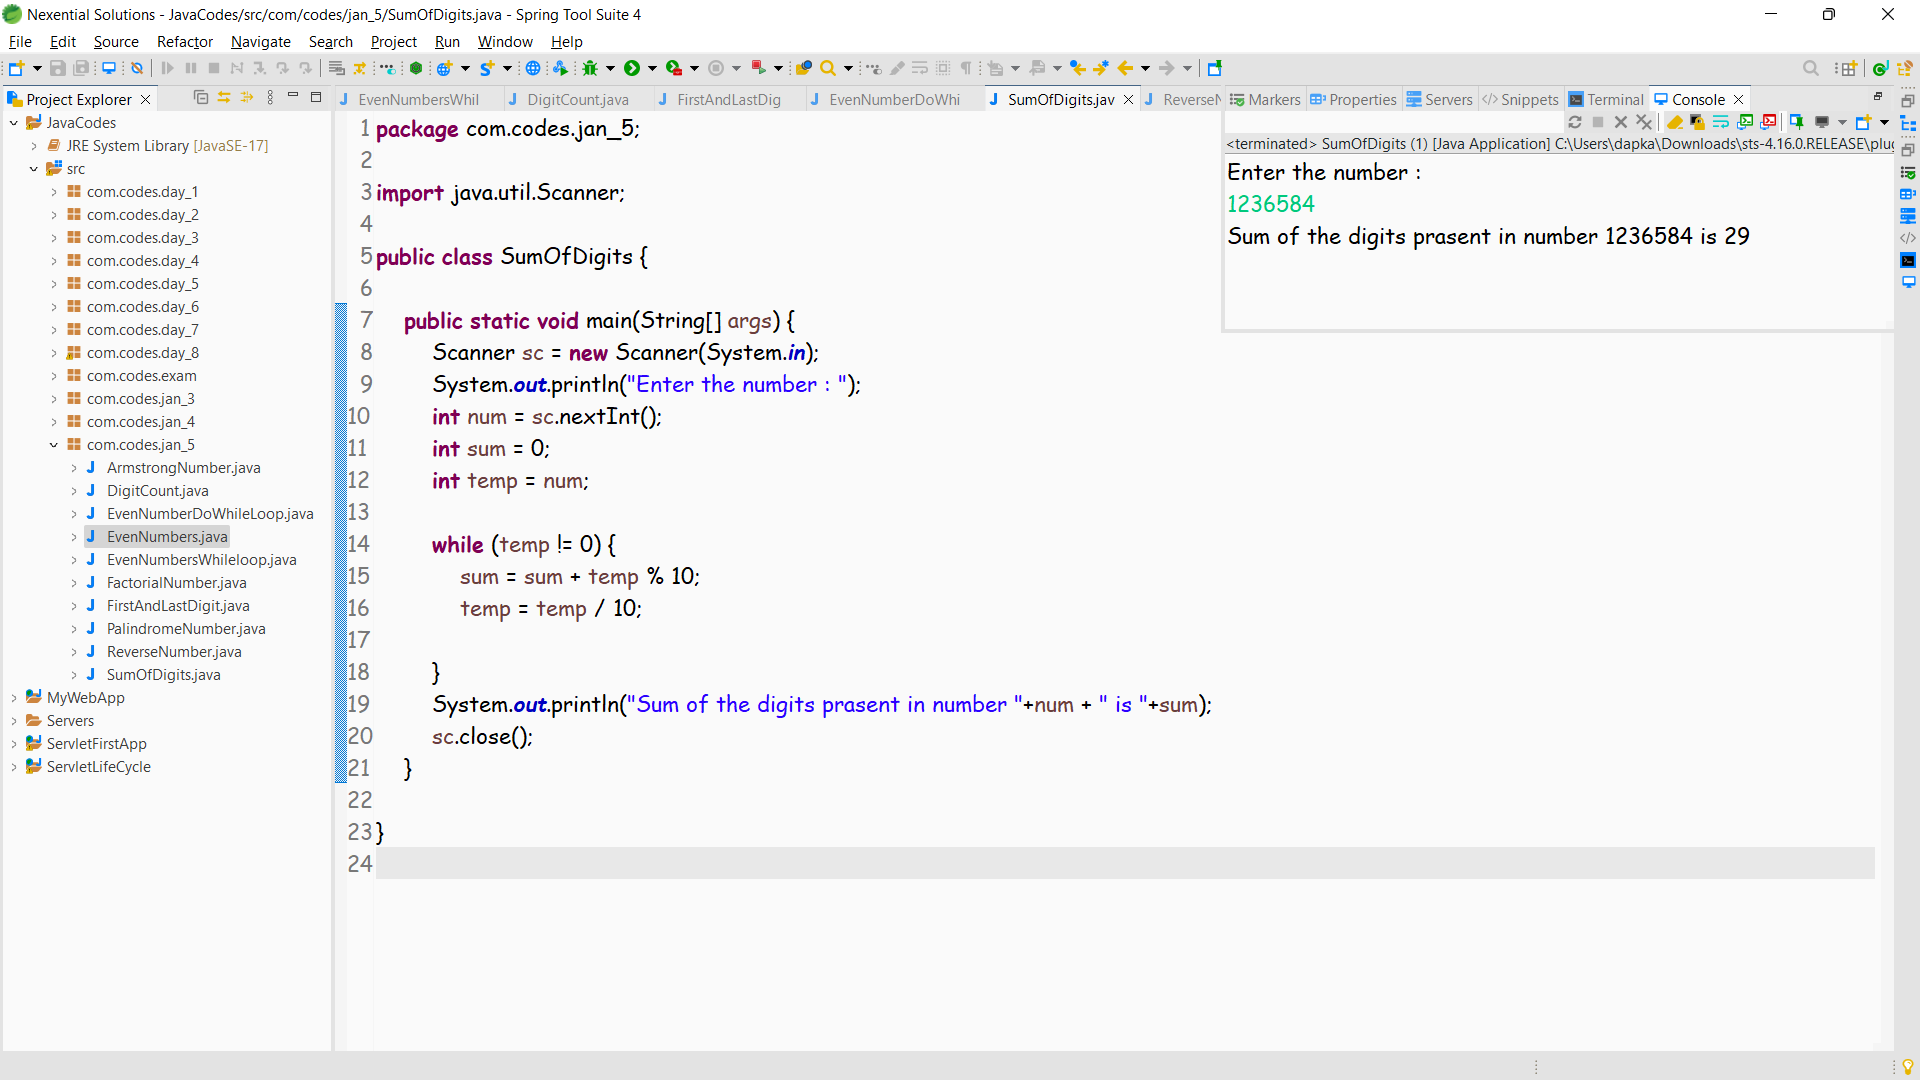 Nexential Solutions - JavaCodes/src/com/codes/jan_5/SumOfDigits.java - Spring Tool Suite 4
File Edit Source Refactor Navigate Search Project Run Window Help
Project Explorer
JavaCodes
JRE System Library [JavaSE-17]
src
com.codes.day_1
com.codes.day_2
com.codes.day_3
com.codes.day_4
com.codes.day_5
com.codes.day_6
com.codes.day_7
com.codes.day_8
com.codes.exam
com.codes.jan_3
com.codes.jan_4
com.codes.jan_5
ArmstrongNumber.java
DigitCount.java
EvenNumberDoWhileLoop.java
EvenNumbers.java
EvenNumbersWhileloop.java
FactorialNumber.java
FirstAndLastDigit.java
PalindromeNumber.java
ReverseNumber.java
SumOfDigits.java
MyWebApp
Servers
ServletFirstApp
ServletLifeCycle
EvenNumbersWhil DigitCount.java FirstAndLastDig EvenNumberDoWhi SumOfDigits.jav ReverseN
1 package com.codes.jan_5;
2
3 import java.util.Scanner;
4
5 public class SumOfDigits {
6
7 public static void main(String[] args) {
8 Scanner sc = new Scanner(System.in);
9 System.out.println("Enter the number : ");
10 int num = sc.nextInt();
11 int sum = 0;
12 int temp = num;
13
14 while (temp != 0) {
15 sum = sum + temp % 10;
16 temp = temp / 10;
17
18 }
19 System.out.println("Sum of the digits prasent in number "+num + " is "+sum);
20 sc.close();
21 }
22
23 }
24
Markers Properties Servers Snippets Terminal Console
<terminated> SumOfDigits (1) [Java Application] C:\Users\dapka\Downloads\sts-4.16.0.RELEASE\plug
Enter the number :
1236584
Sum of the digits prasent in number 1236584 is 29